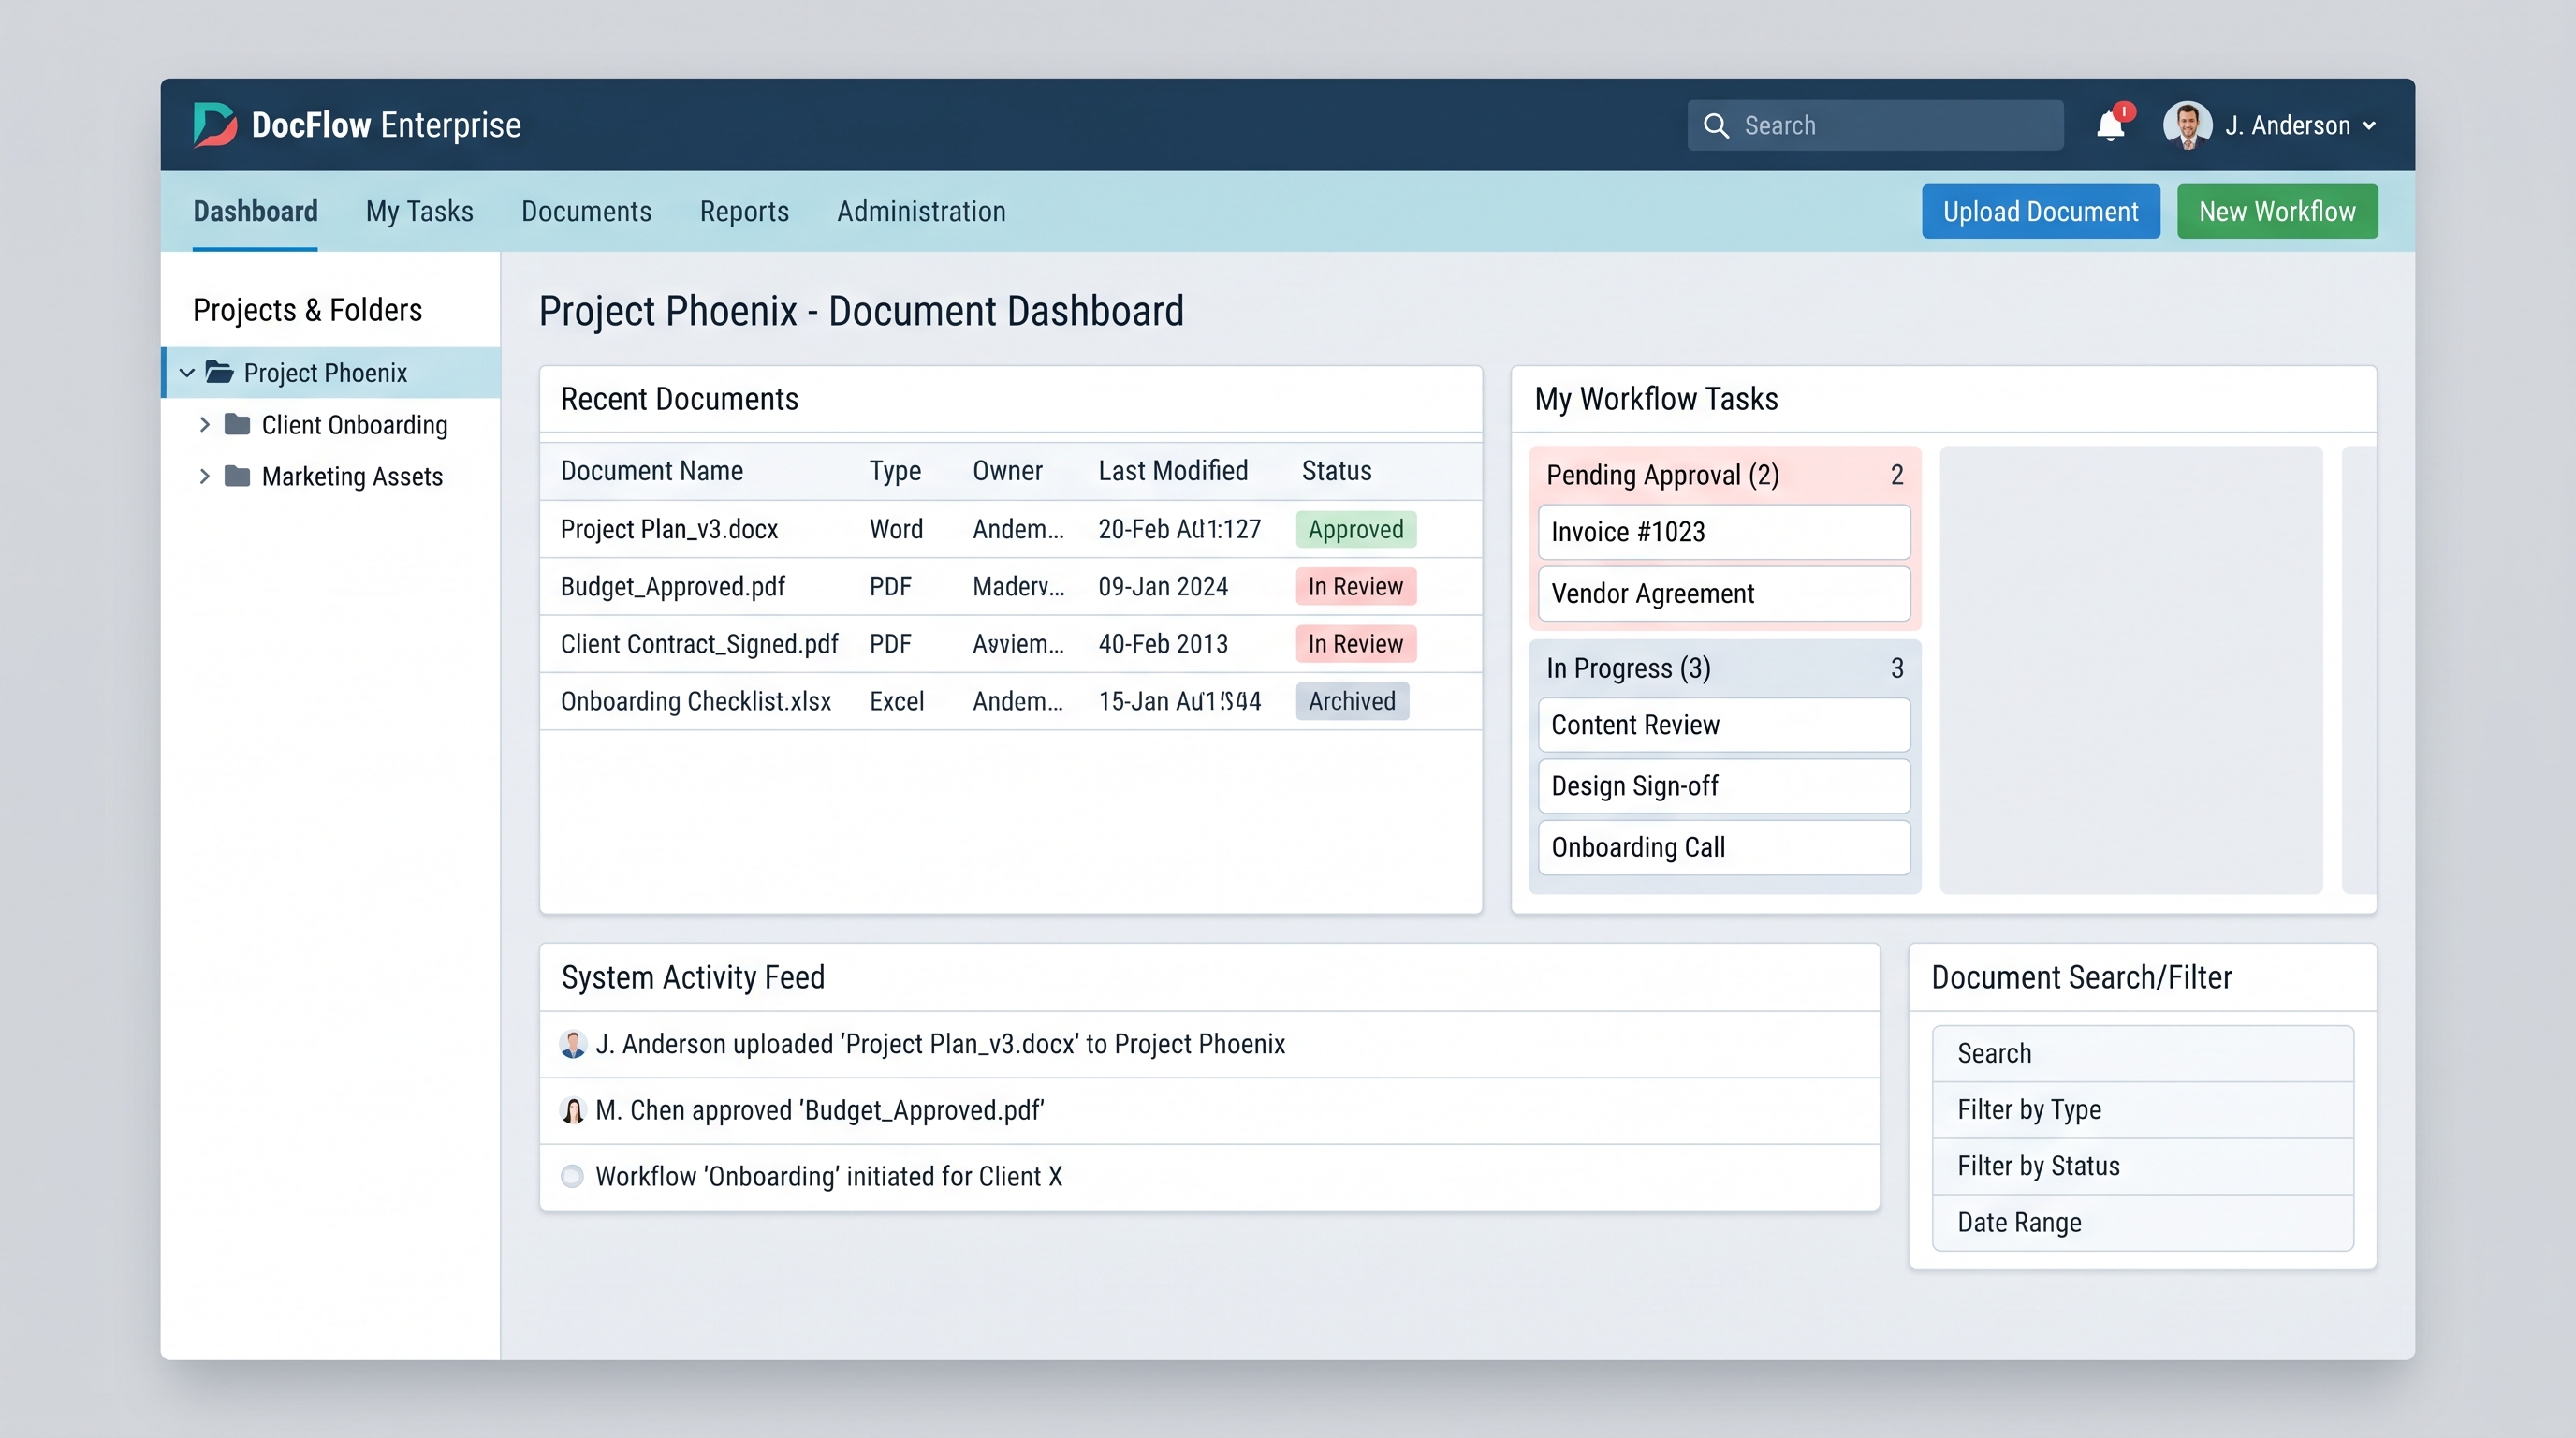 DocFlow Enterprise
Search
!
J. Anderson
Dashboard
My Tasks
Documents
Reports
Administration
Upload Document
New Workflow
Projects & Folders
Project Phoenix
Client Onboarding
Marketing Assets
Project Phoenix - Document Dashboard
Recent Documents
Document Name Type Owner Last Modified Status
Project Plan_v3.docx Word Andem... 20-Feb Approved
Budget_Approved.pdf PDF Maderv... 09-Jan 2024 In Review
Client Contract_Signed.pdf PDF 40-Feb 2013 In Review
Onboarding Checklist.xlsx Excel Andem... 15-Jan Archived
My Workflow Tasks
Pending Approval (2) 2
Invoice #1023
Vendor Agreement
In Progress (3) 3
Content Review
Design Sign-off
Onboarding Call
System Activity Feed
J. Anderson uploaded 'Project Plan_v3.docx' to Project Phoenix
M. Chen approved 'Budget_Approved.pdf'
Workflow 'Onboarding' initiated for Client X
Document Search/Filter
Search
Filter by Type
Filter by Status
Date Range